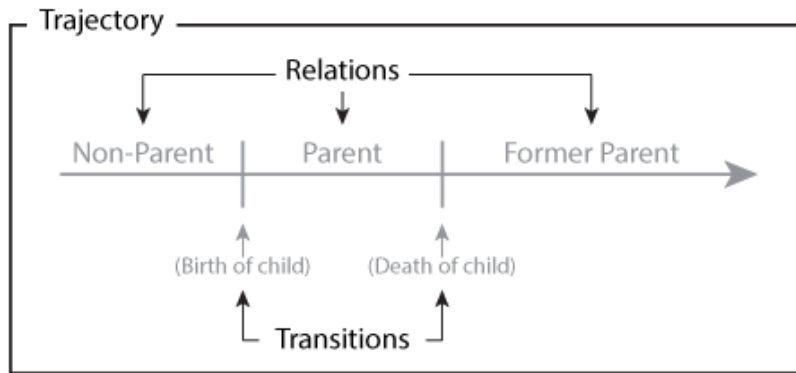 Trajectory
Relations
Non-Parent Parent Former Parent
(Birth of child) (Death of child)
Transitions